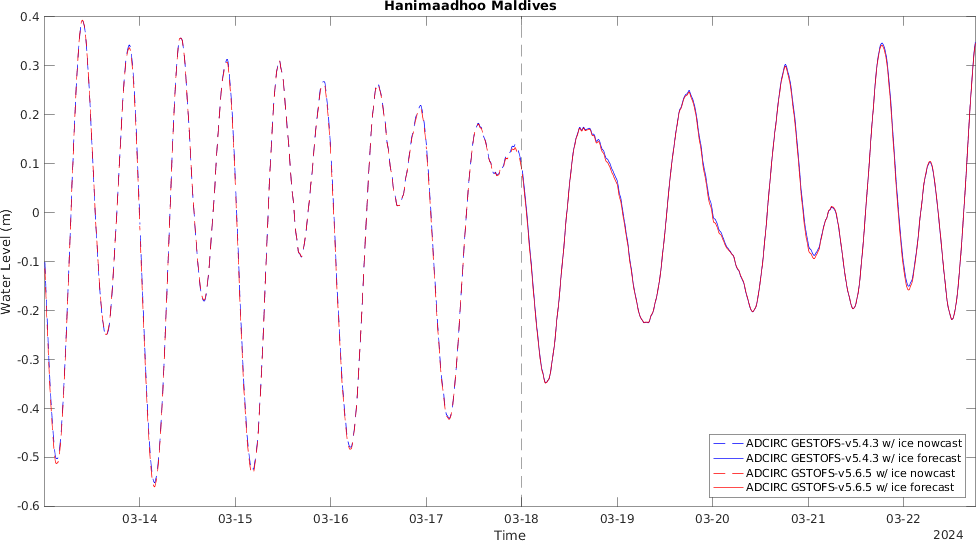 Hanimaadhoo Maldives
0.4
0.3
0.2
0.1
0
-0.1
-0.2
-0.3
-0.4
-0.5
-0.6
Water Level (m)
ADCIRC GESTOFS-v5.4.3 w/ ice nowcast
ADCIRC GESTOFS-v5.4.3 w/ ice forecast
ADCIRC GSTOFS-v5.6.5 w/ ice nowcast
ADCIRC GSTOFS-v5.6.5 w/ ice forecast
03-14 03-15 03-16 03-17 03-18 03-19 03-20 03-21 03-22
Time
2024